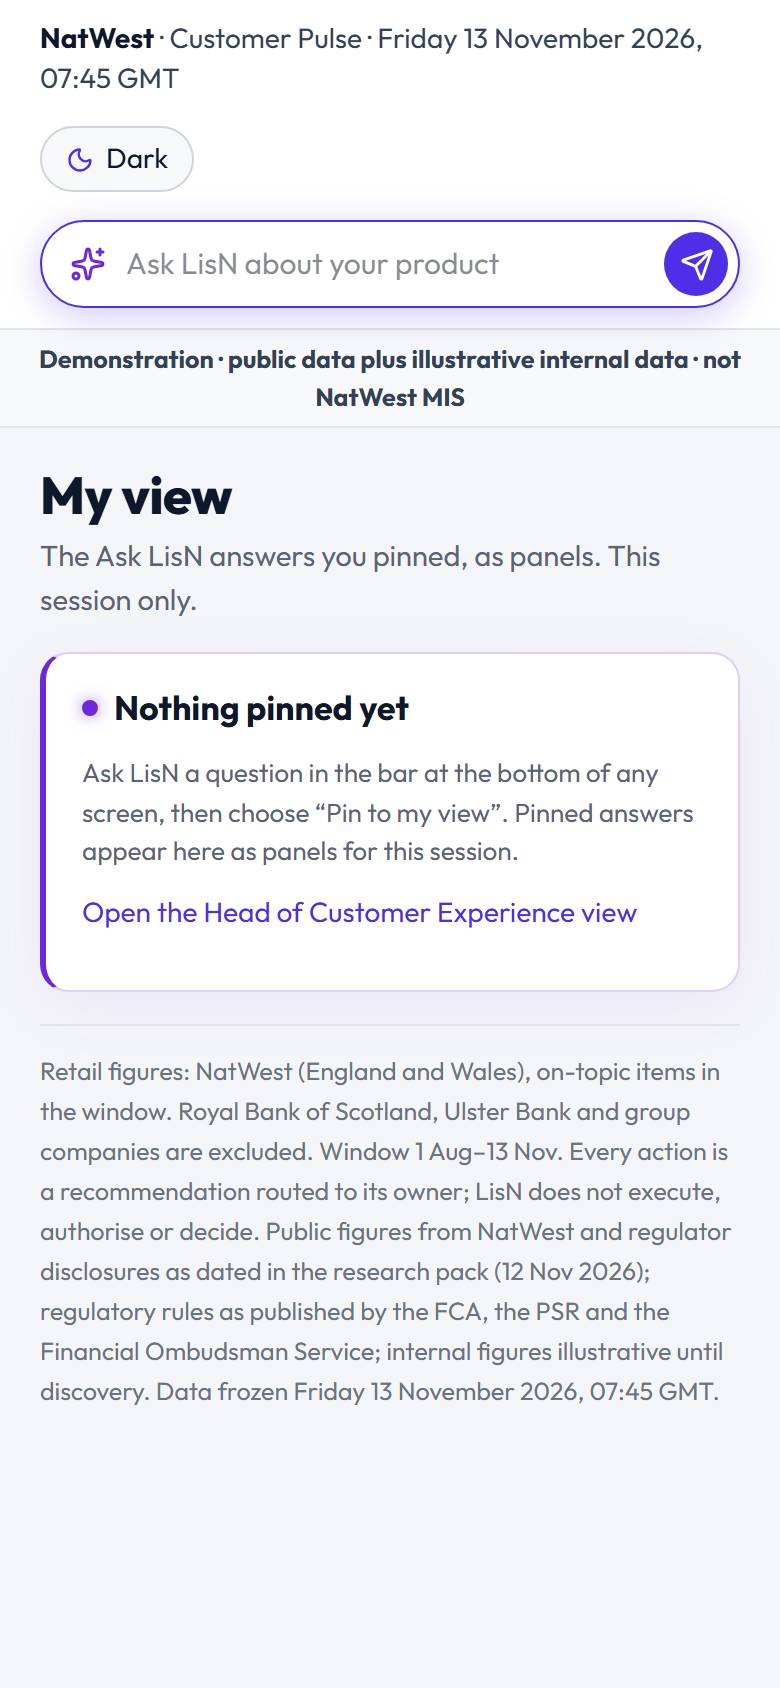 NatWest · Customer Pulse · Friday 13 November 2026,
07:45 GMT
Dark
Ask LisN about your product
Demonstration · public data plus illustrative internal data · not
NatWest MIS
My view
The Ask LisN answers you pinned, as panels. This
session only.
Nothing pinned yet
Ask LisN a question in the bar at the bottom of any
screen, then choose “Pin to my view”. Pinned answers
appear here as panels for this session.
Open the Head of Customer Experience view
Retail figures: NatWest (England and Wales), on-topic items in
the window. Royal Bank of Scotland, Ulster Bank and group
companies are excluded. Window 1 Aug–13 Nov. Every action is
a recommendation routed to its owner; LisN does not execute,
authorise or decide. Public figures from NatWest and regulator
disclosures as dated in the research pack (12 Nov 2026);
regulatory rules as published by the FCA, the PSR and the
Financial Ombudsman Service; internal figures illustrative until
discovery. Data frozen Friday 13 November 2026, 07:45 GMT.